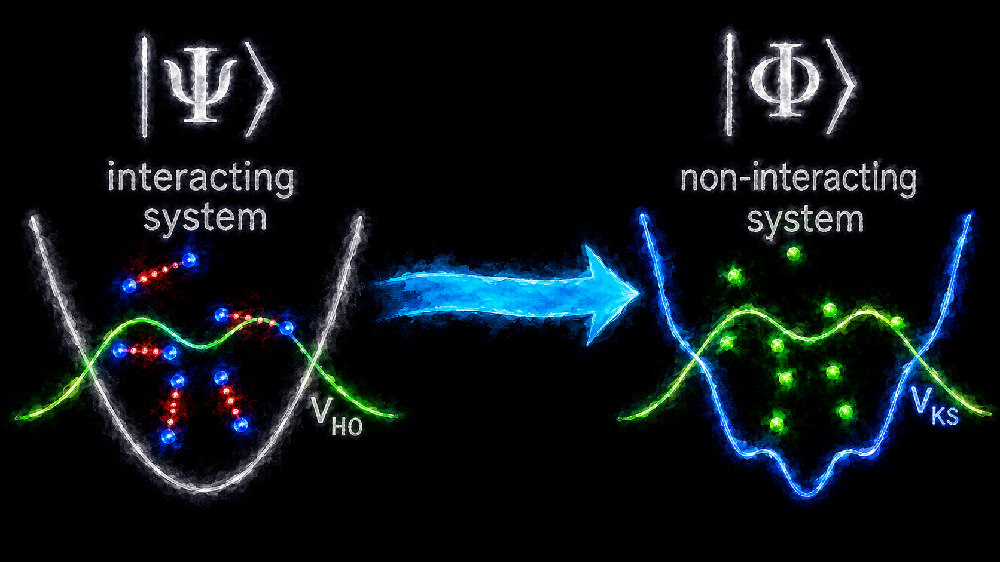 |Ψ⟩
interacting
system
V_HO
|Φ⟩
non-interacting
system
V_KS